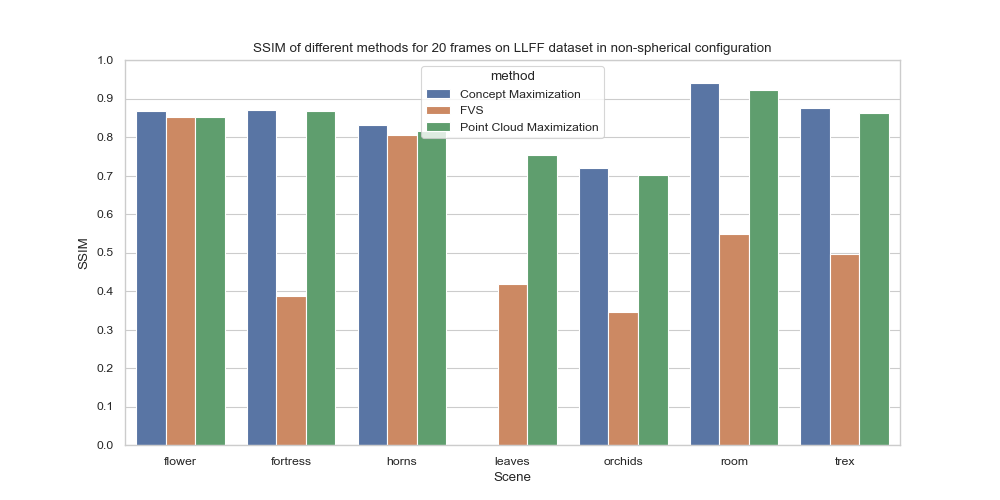 SSIM of different methods for 20 frames on LLFF dataset in non-spherical configuration
method
Concept Maximization
FVS
Point Cloud Maximization
SSIM
1.0
0.9
0.8
0.7
0.6
0.5
0.4
0.3
0.2
0.1
0.0
flower fortress horns leaves orchids room trex
Scene